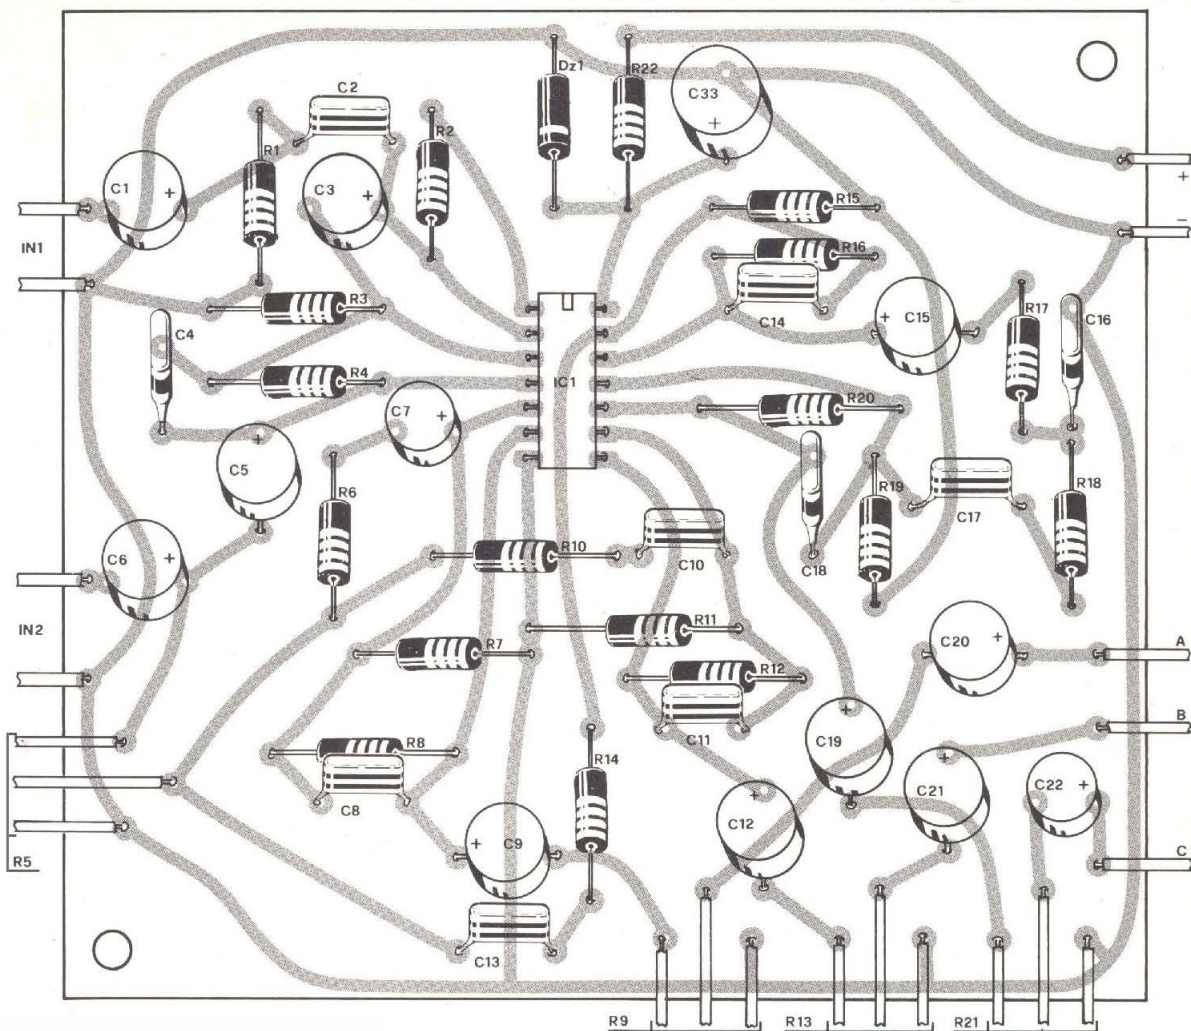 Dz1
R22
C33
C2
R2
R1
C1
+
C3
+
+
+
−
IN1
R15
R16
R3
C14
+
C15
R17
C16
C4
R4
IC1
C7
+
R20
+
C5
R6
R19
C17
R18
C6
+
R10
C10
C18
IN2
R11
R7
R12
C20
+
A
B
C11
+
C19
R8
C8
R14
+
C21
C22
+
+
C12
+
C9
C
R5
C13
R9
R13
R21